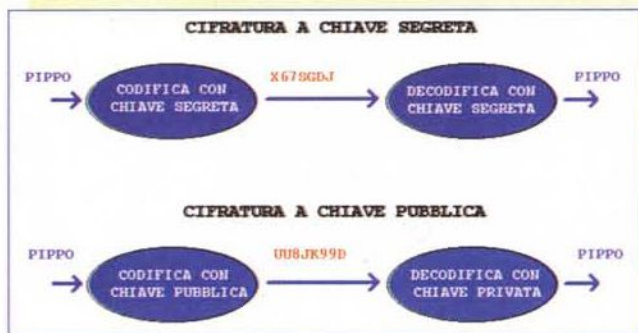 CIFRATURA A CHIAVE SEGRETA
PIPPO
CODIFICA CON
CHIAVE SEGRETA
X67SGDJ
DECODIFICA CON
CHIAVE SEGRETA
PIPPO
CIFRATURA A CHIAVE PUBBLICA
PIPPO
CODIFICA CON
CHIAVE PUBBLICA
UU8JK99D
DECODIFICA CON
CHIAVE PRIVATA
PIPPO